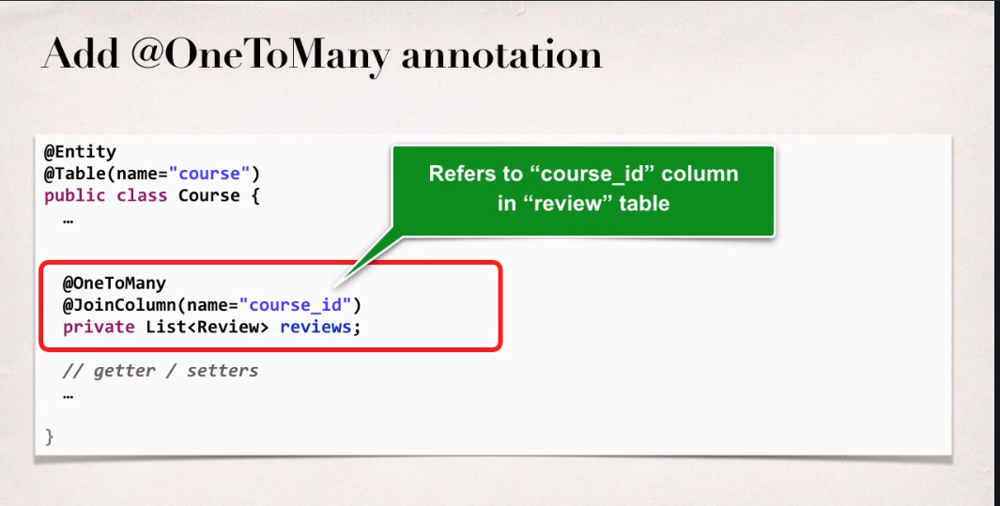 Add @OneToMany annotation
@Entity
@Table(name="course")
public class Course {
…
Refers to “course_id” column
in “review” table
@OneToMany
@JoinColumn(name="course_id")
private List<Review> reviews;
// getter / setters
…
}